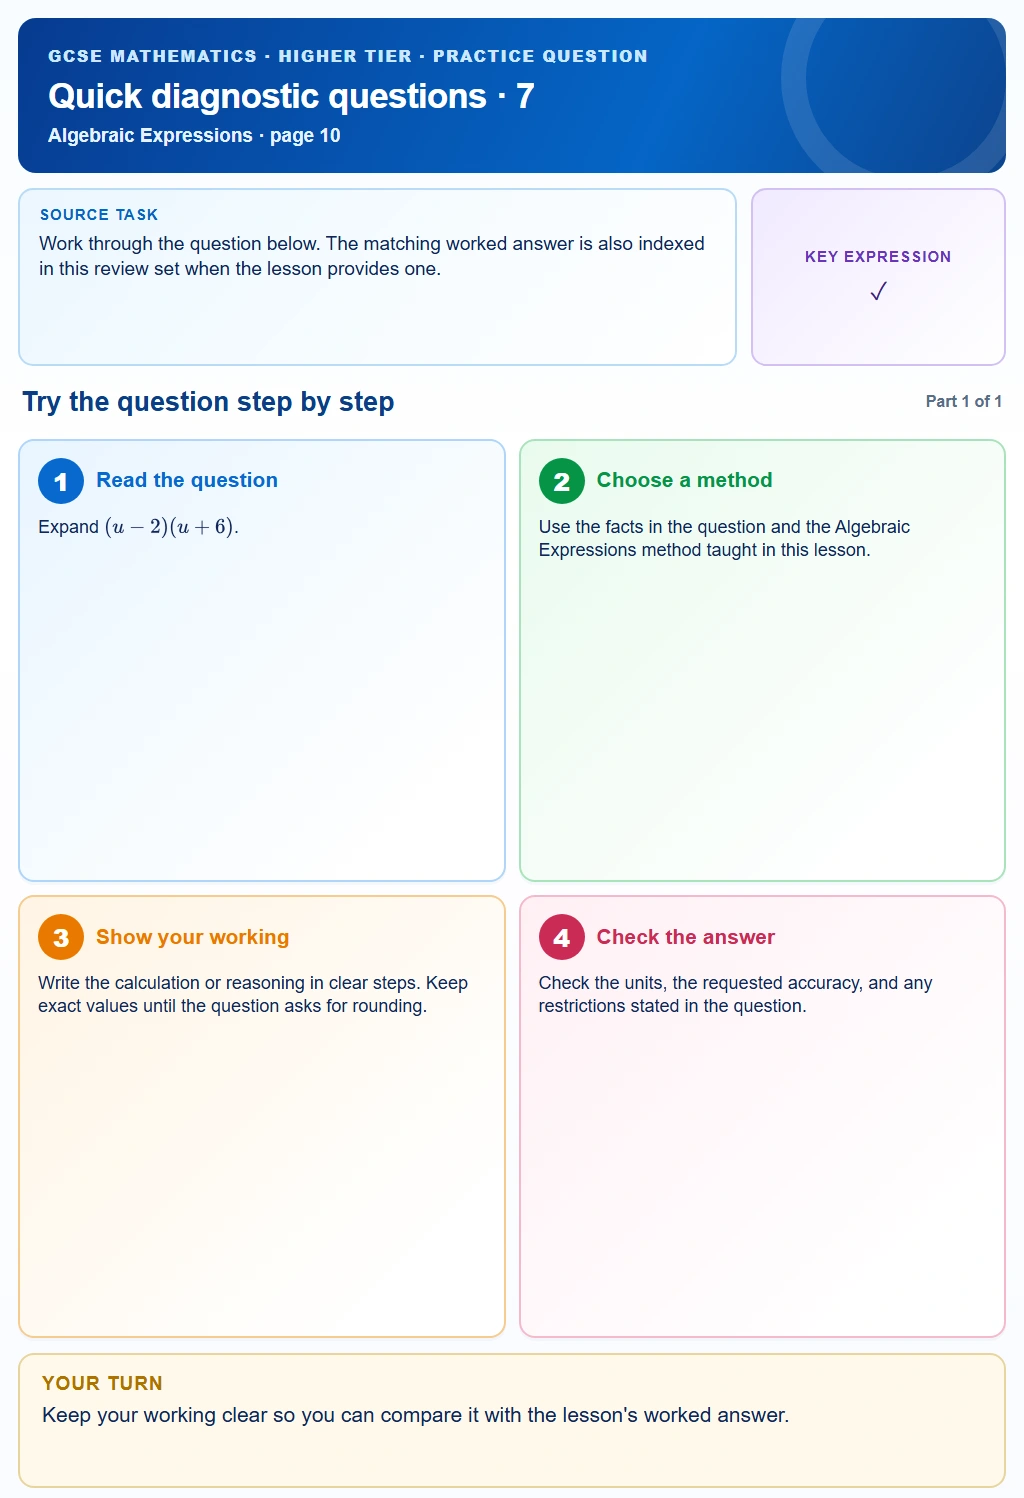 GCSE MATHEMATICS · HIGHER TIER · PRACTICE QUESTION
Quick diagnostic questions · 7
Algebraic Expressions · page 10
SOURCE TASK
Work through the question below. The matching worked answer is also indexed
in this review set when the lesson provides one.
KEY EXPRESSION
✓
Try the question step by step
Part 1 of 1
1 Read the question
Expand (u − 2)(u + 6).
2 Choose a method
Use the facts in the question and the Algebraic
Expressions method taught in this lesson.
3 Show your working
Write the calculation or reasoning in clear steps. Keep
exact values until the question asks for rounding.
4 Check the answer
Check the units, the requested accuracy, and any
restrictions stated in the question.
YOUR TURN
Keep your working clear so you can compare it with the lesson's worked answer.